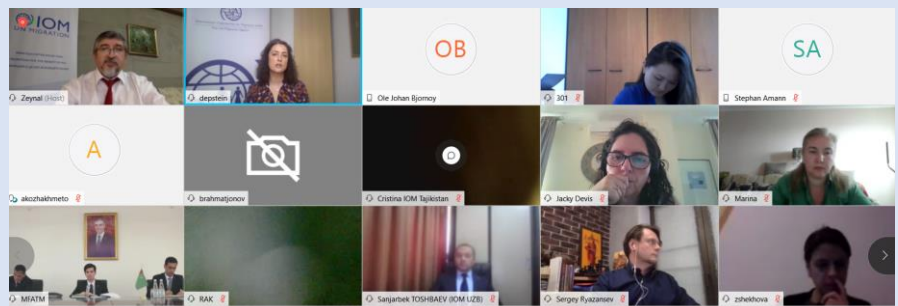 IOM
UN MIGRATION
Zeynal (Host)
depstein
OB
Ole Johan Bjornoy
301
SA
Stephan Amann
A
akozhakhmeto
brahmatjonov
Cristina IOM Tajikistan
Jacky Devis
Marina
MFATM
RAK
Sanjarbek TOSHBAEV (IOM UZB)
Sergey Ryazansev
zshekhova